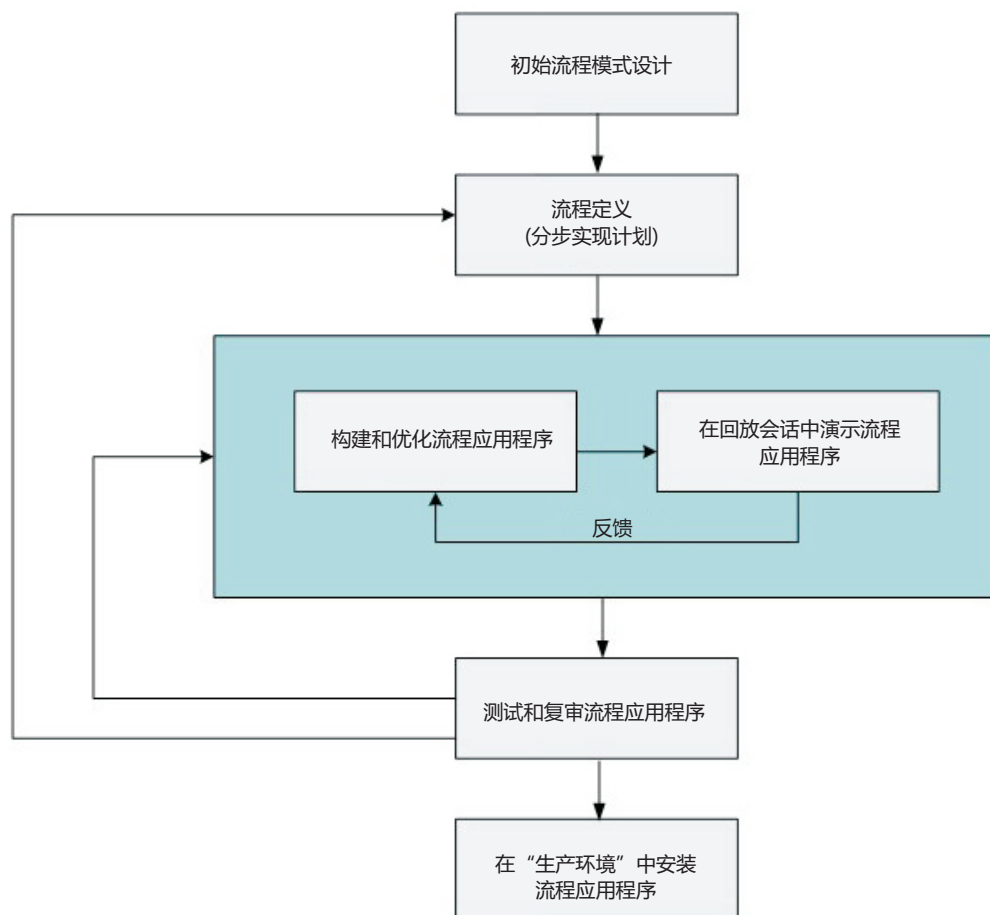 初始流程模式设计
流程定义
(分步实现计划)
构建和优化流程应用程序
在回放会话中演示流程
应用程序
反馈
测试和复审流程应用程序
在“生产环境”中安装
流程应用程序